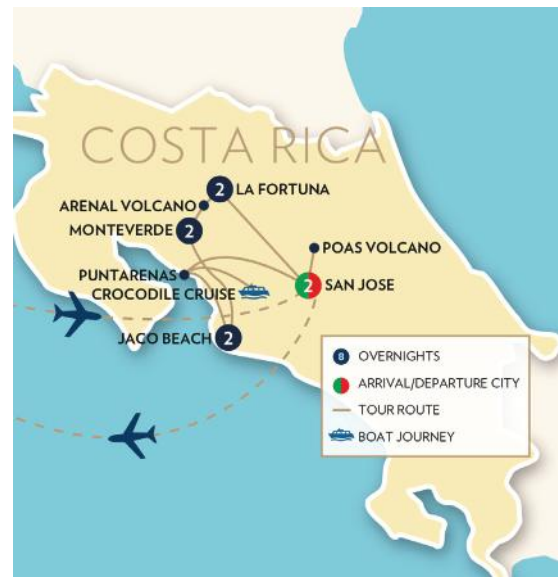 COSTA RICA
2 LA FORTUNA
ARENAL VOLCANO
MONTEVERDE 2
POAS VOLCANO
PUNTARENAS
CROCODILE CRUISE
2 SAN JOSE
JACO BEACH 2
8 OVERNIGHTS
ARRIVAL/DEPARTURE CITY
TOUR ROUTE
BOAT JOURNEY